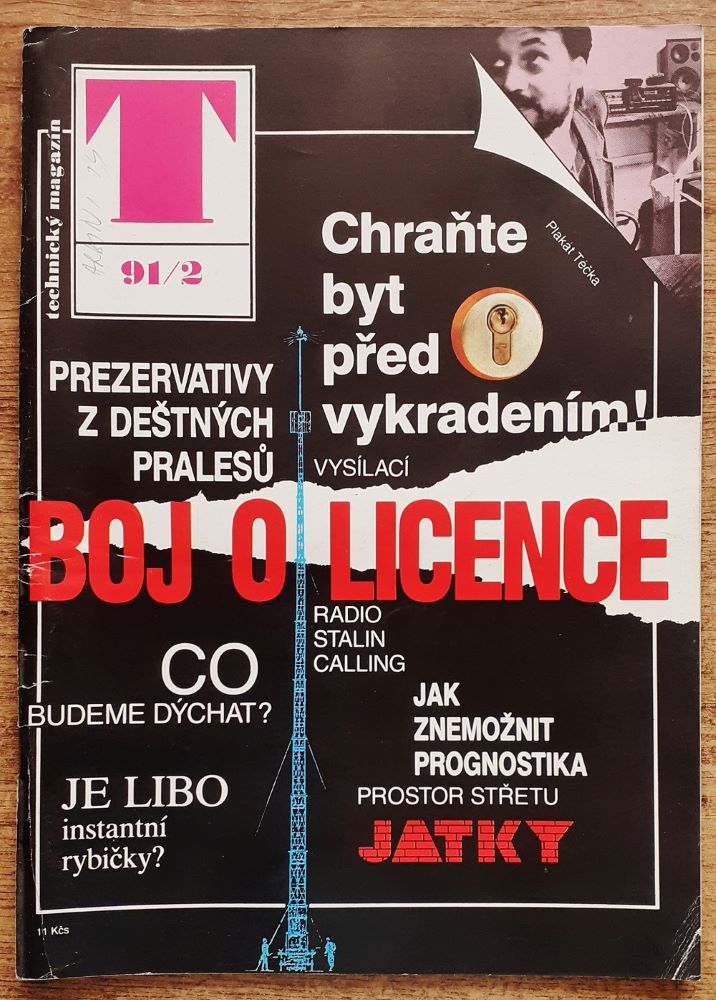 technický magazín
T
91/2
Plakát Téčka
Chraňte
byt
před
vykradením!
PREZERVATIVY
Z DEŠTNÝCH
PRALESŮ
VYSÍLACÍ
BOJ O LICENCE
RADIO
STALIN
CALLING
CO
BUDEME DÝCHAT?
JAK
ZNEMOŽNIT
PROGNOSTIKA
JE LIBO
instantní
rybičky?
PROSTOR STŘETU
JATKY
11 Kčs